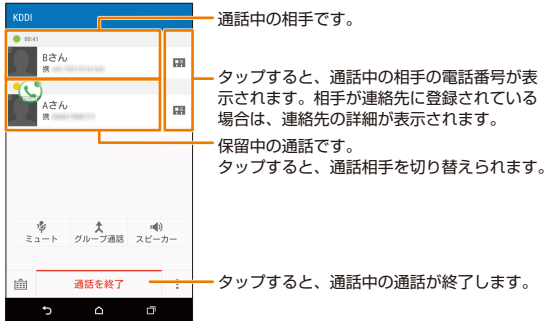 KDDI
00:41
Bさん
携
Aさん
携
ミュート
グループ通話
スピーカー
通話を終了
通話中の相手です。
タップすると、通話中の相手の電話番号が表
示されます。相手が連絡先に登録されている
場合は、連絡先の詳細が表示されます。
保留中の通話です。
タップすると、通話相手を切り替えられます。
タップすると、通話中の通話が終了します。